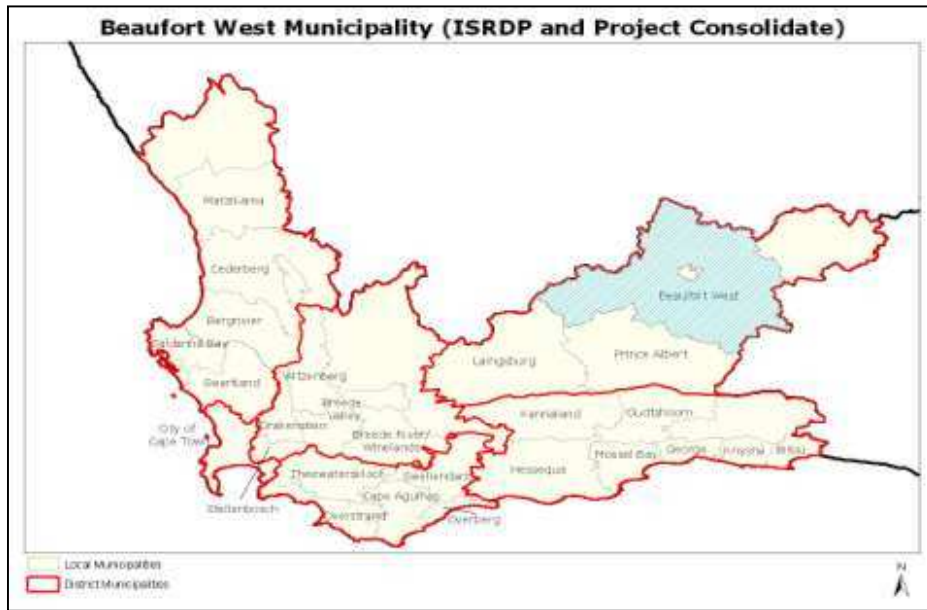 Beaufort West Municipality (ISRDP and Project Consolidate)
Matzikama
Cederberg
Bergrivier
Saldanha Bay
Swartland
Witzenberg
Beaufort West
Laingsburg
Prince Albert
Breede
Valley
Drakenstein
City of
Cape Town
Breede River/
Winelands
Kannaland
Oudtshoorn
Hessequa
Mossel Bay
George
Knysna
Bitou
Theewaterskloof
Swellendam
Cape Agulhas
Stellenbosch
Overstrand
Overberg
Local Municipalities
District Municipalities
N